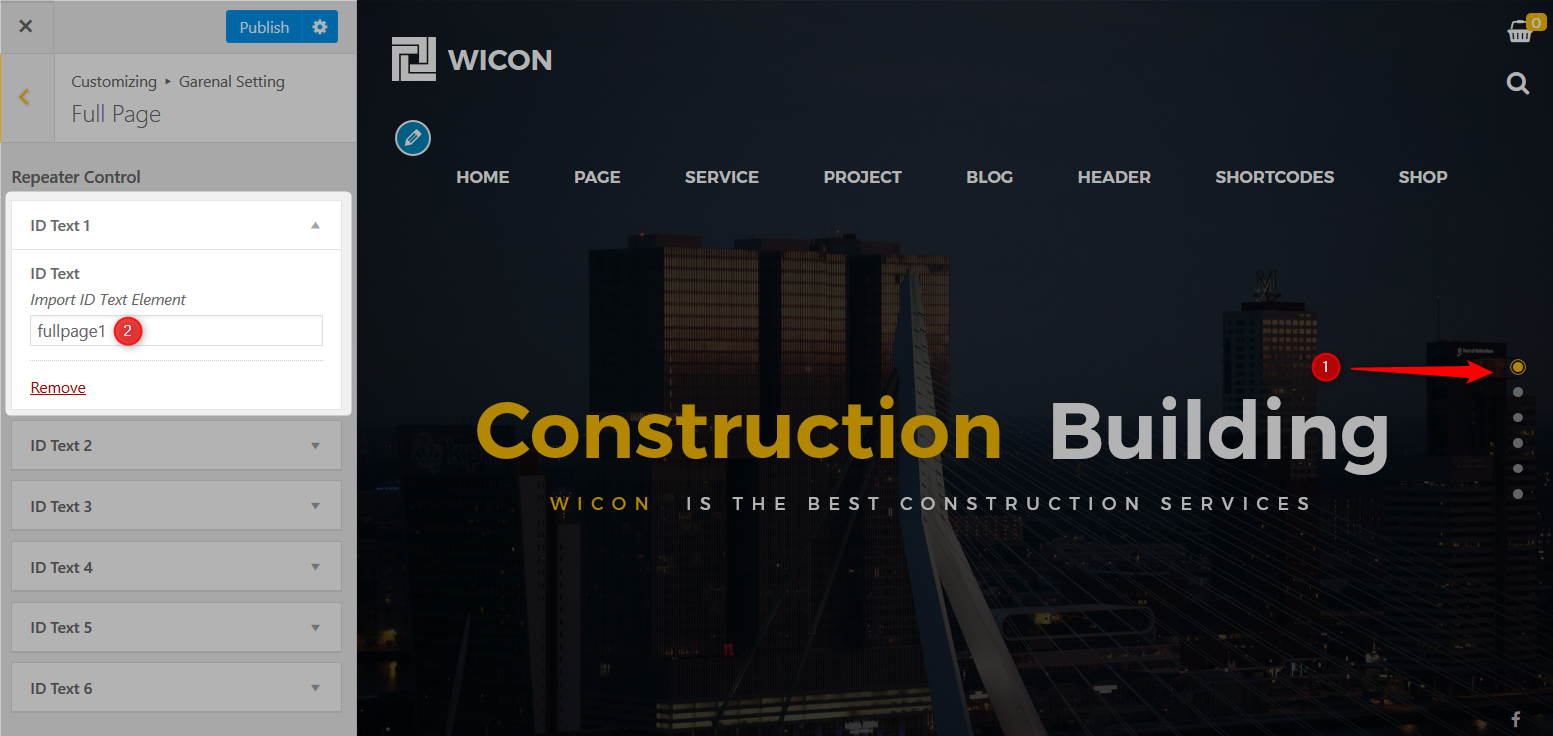 Publish
Customizing ▸ Garenal Setting
Full Page
Repeater Control
ID Text 1
ID Text
Import ID Text Element
fullpage1
2
Remove
ID Text 2
ID Text 3
ID Text 4
ID Text 5
ID Text 6
WICON
0
HOME PAGE SERVICE PROJECT BLOG HEADER SHORTCODES SHOP
M
1
Construction Building
WICON IS THE BEST CONSTRUCTION SERVICES